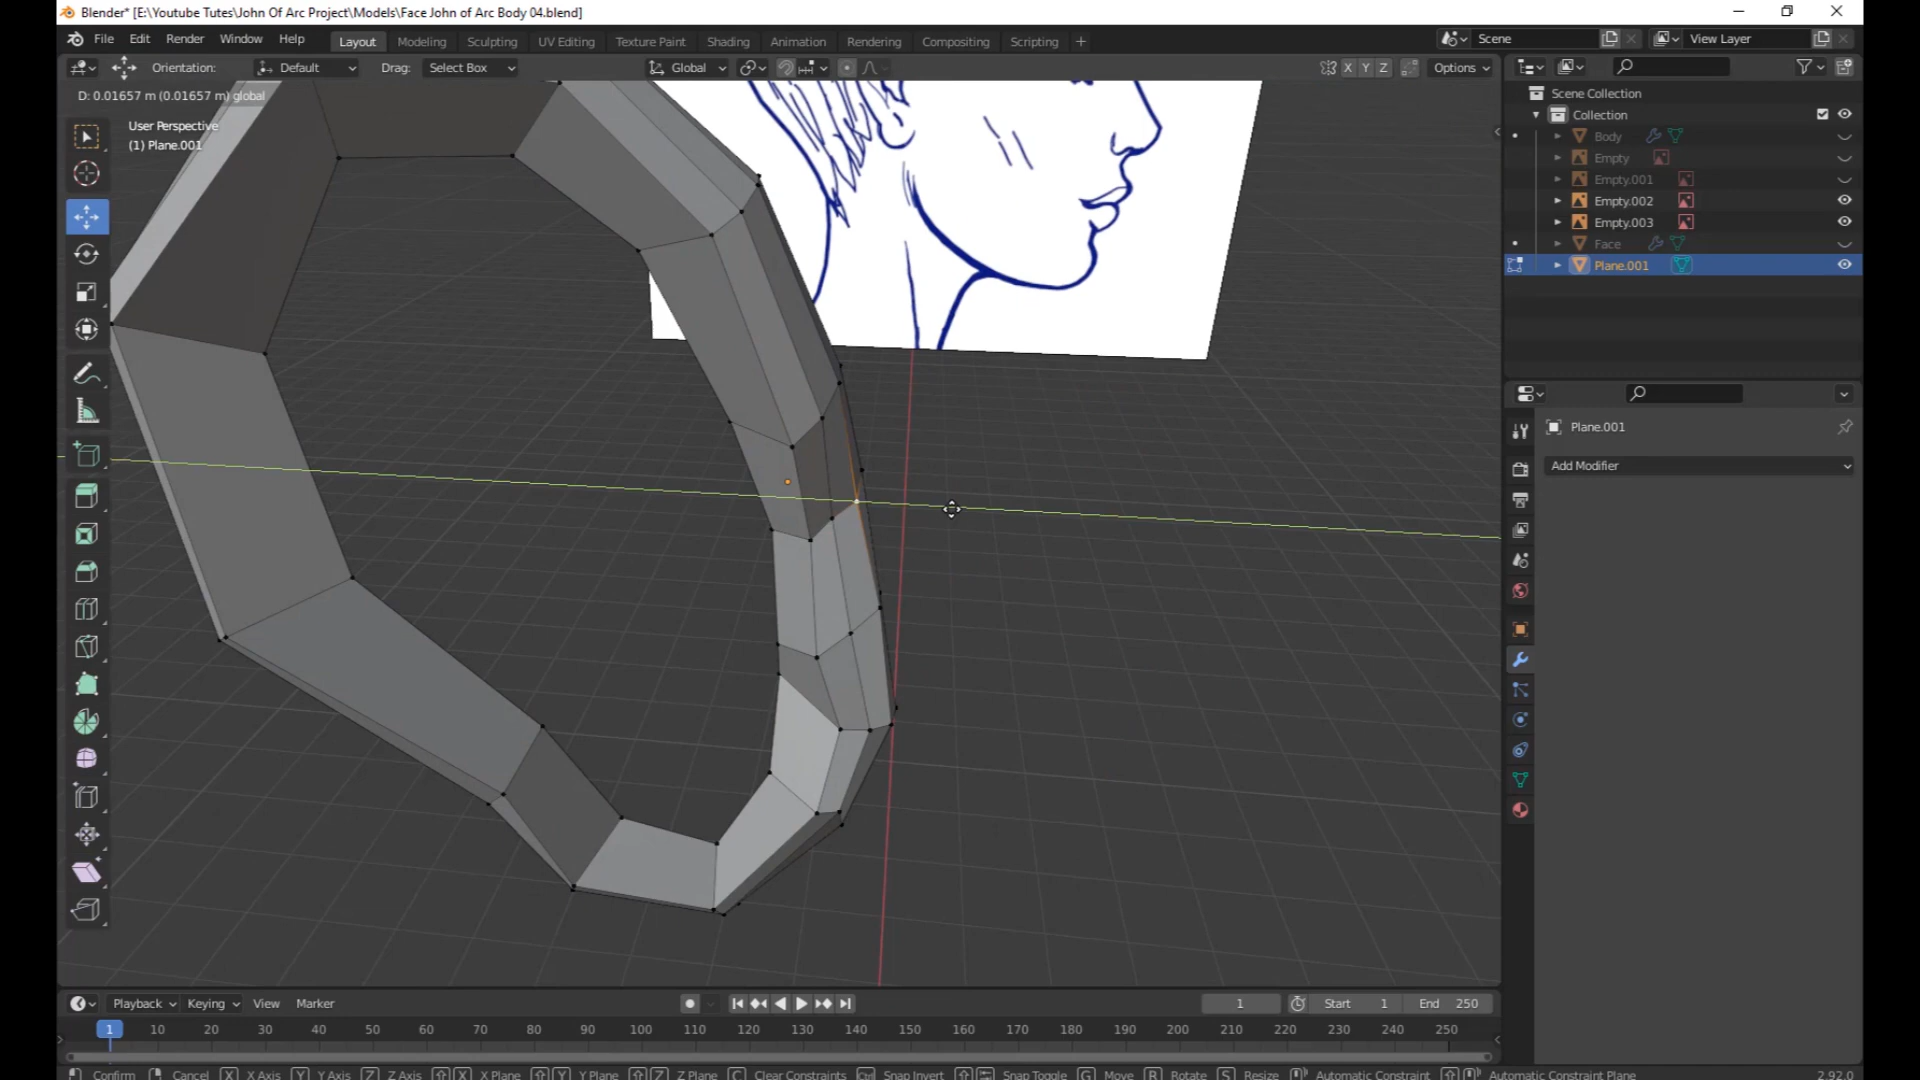 Blender* [E:\Youtube Tutes\John Of Arc Project\Models\Face John of Arc Body 04.blend]
File Edit Render Window Help Layout Modeling Sculpting UV Editing Texture Paint Shading Animation Rendering Compositing Scripting + Scene View Layer
Orientation: Default Drag: Select Box Global X Y Z Options
D: 0.01657 m (0.01657 m) global
User Perspective
(1) Plane.001
Scene Collection
Collection
Body
Empty
Empty.001
Empty.002
Empty.003
Face
Plane.001
Plane.001
Add Modifier
Playback Keying View Marker 1 Start 1 End 250
1 10 20 30 40 50 60 70 80 90 100 110 120 130 140 150 160 170 180 190 200 210 220 230 240 250
Confirm Cancel X X Axis Y Y Axis Z Z Axis X X Plane Y Y Plane Z Z Plane C Clear Constraints Ctrl Snap Invert Snap Toggle G Move R Rotate S Resize Automatic Constraint Automatic Constraint Plane 2.92.0